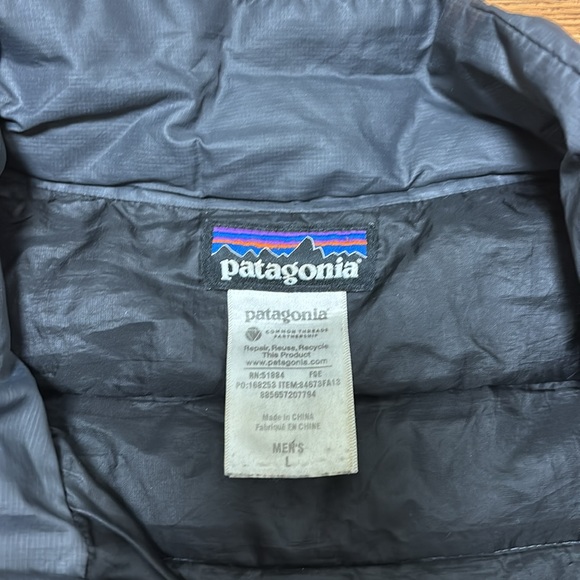 patagonia®
patagonia®
COMMON THREADS
PARTNERSHIP
Repair, Reuse, Recycle
This Product
www.patagonia.com
RN:51884 FGE
PO:169253 ITEM:84673FA13
885657207794
Made in CHINA
Fabriqué EN CHINE
MEN'S
L